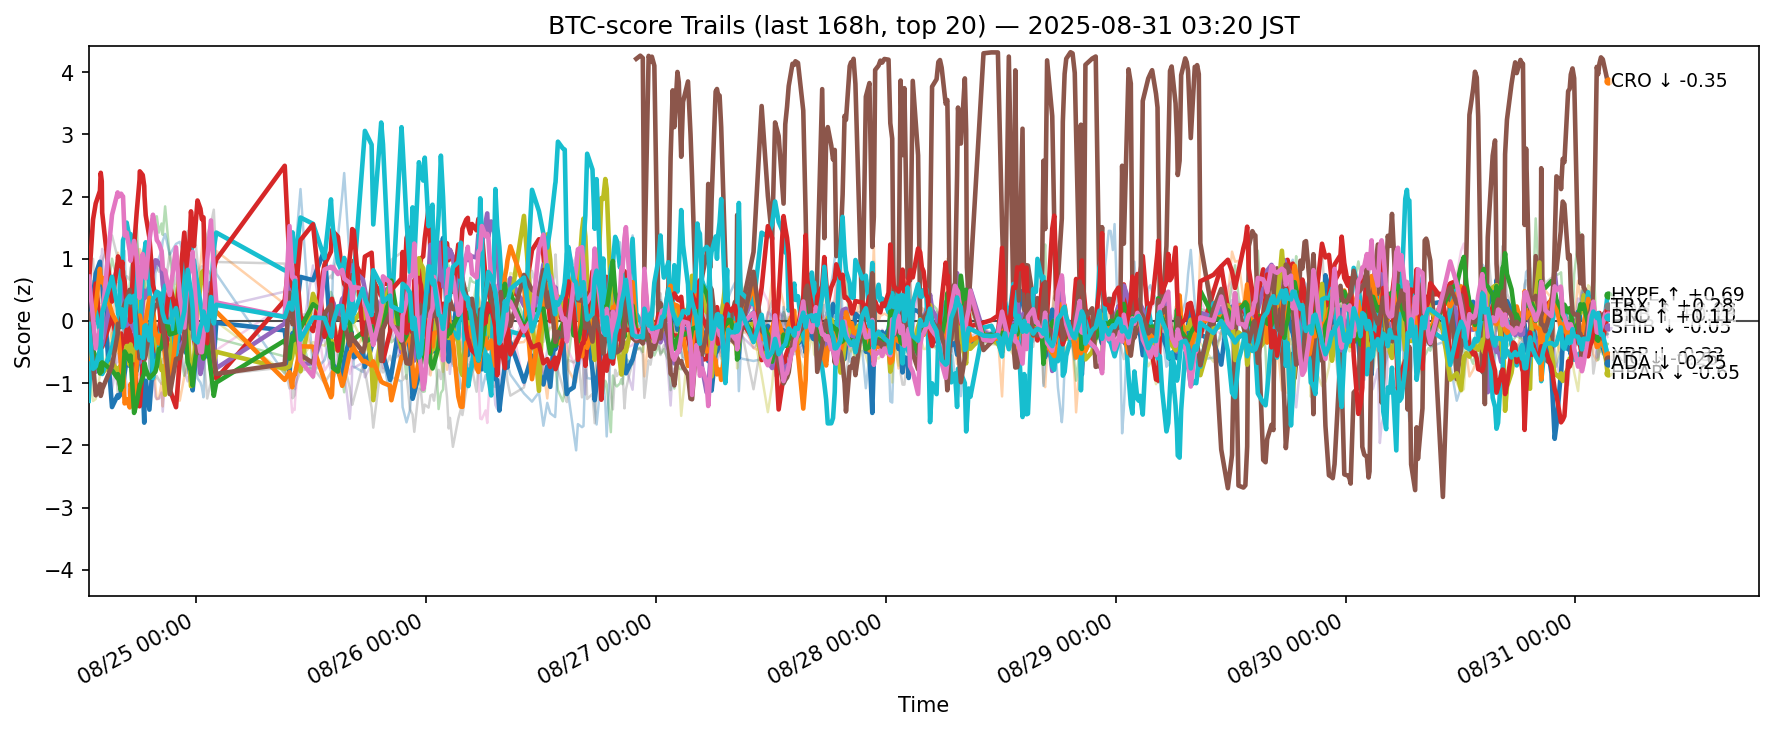 BTC-score Trails (last 168h, top 20) — 2025-08-31 03:20 JST
Score (z)
4
3
2
1
0
−1
−2
−3
−4
CRO ↓ -0.35
HYPE ↑ +0.69
TRX ↑ +0.28
BTC ↑ +0.11
SHIB ↓ -0.03
ADA ↓ -0.25
HBAR ↓ -0.65
08/25 00:00
08/26 00:00
08/27 00:00
08/28 00:00
08/29 00:00
08/30 00:00
08/31 00:00
Time